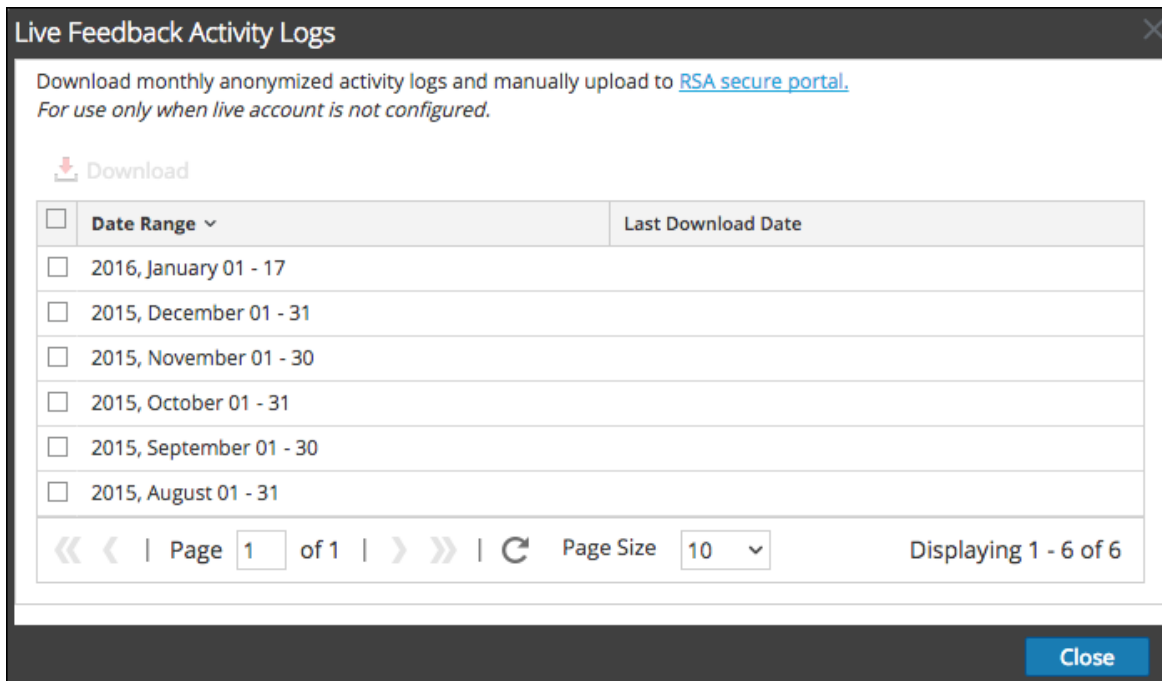 Live Feedback Activity Logs
Download monthly anonymized activity logs and manually upload to RSA secure portal.
For use only when live account is not configured.
Download
Date Range Last Download Date
2016, January 01 - 17
2015, December 01 - 31
2015, November 01 - 30
2015, October 01 - 31
2015, September 01 - 30
2015, August 01 - 31
| Page 1 of 1 | | Page Size 10 Displaying 1 - 6 of 6
Close